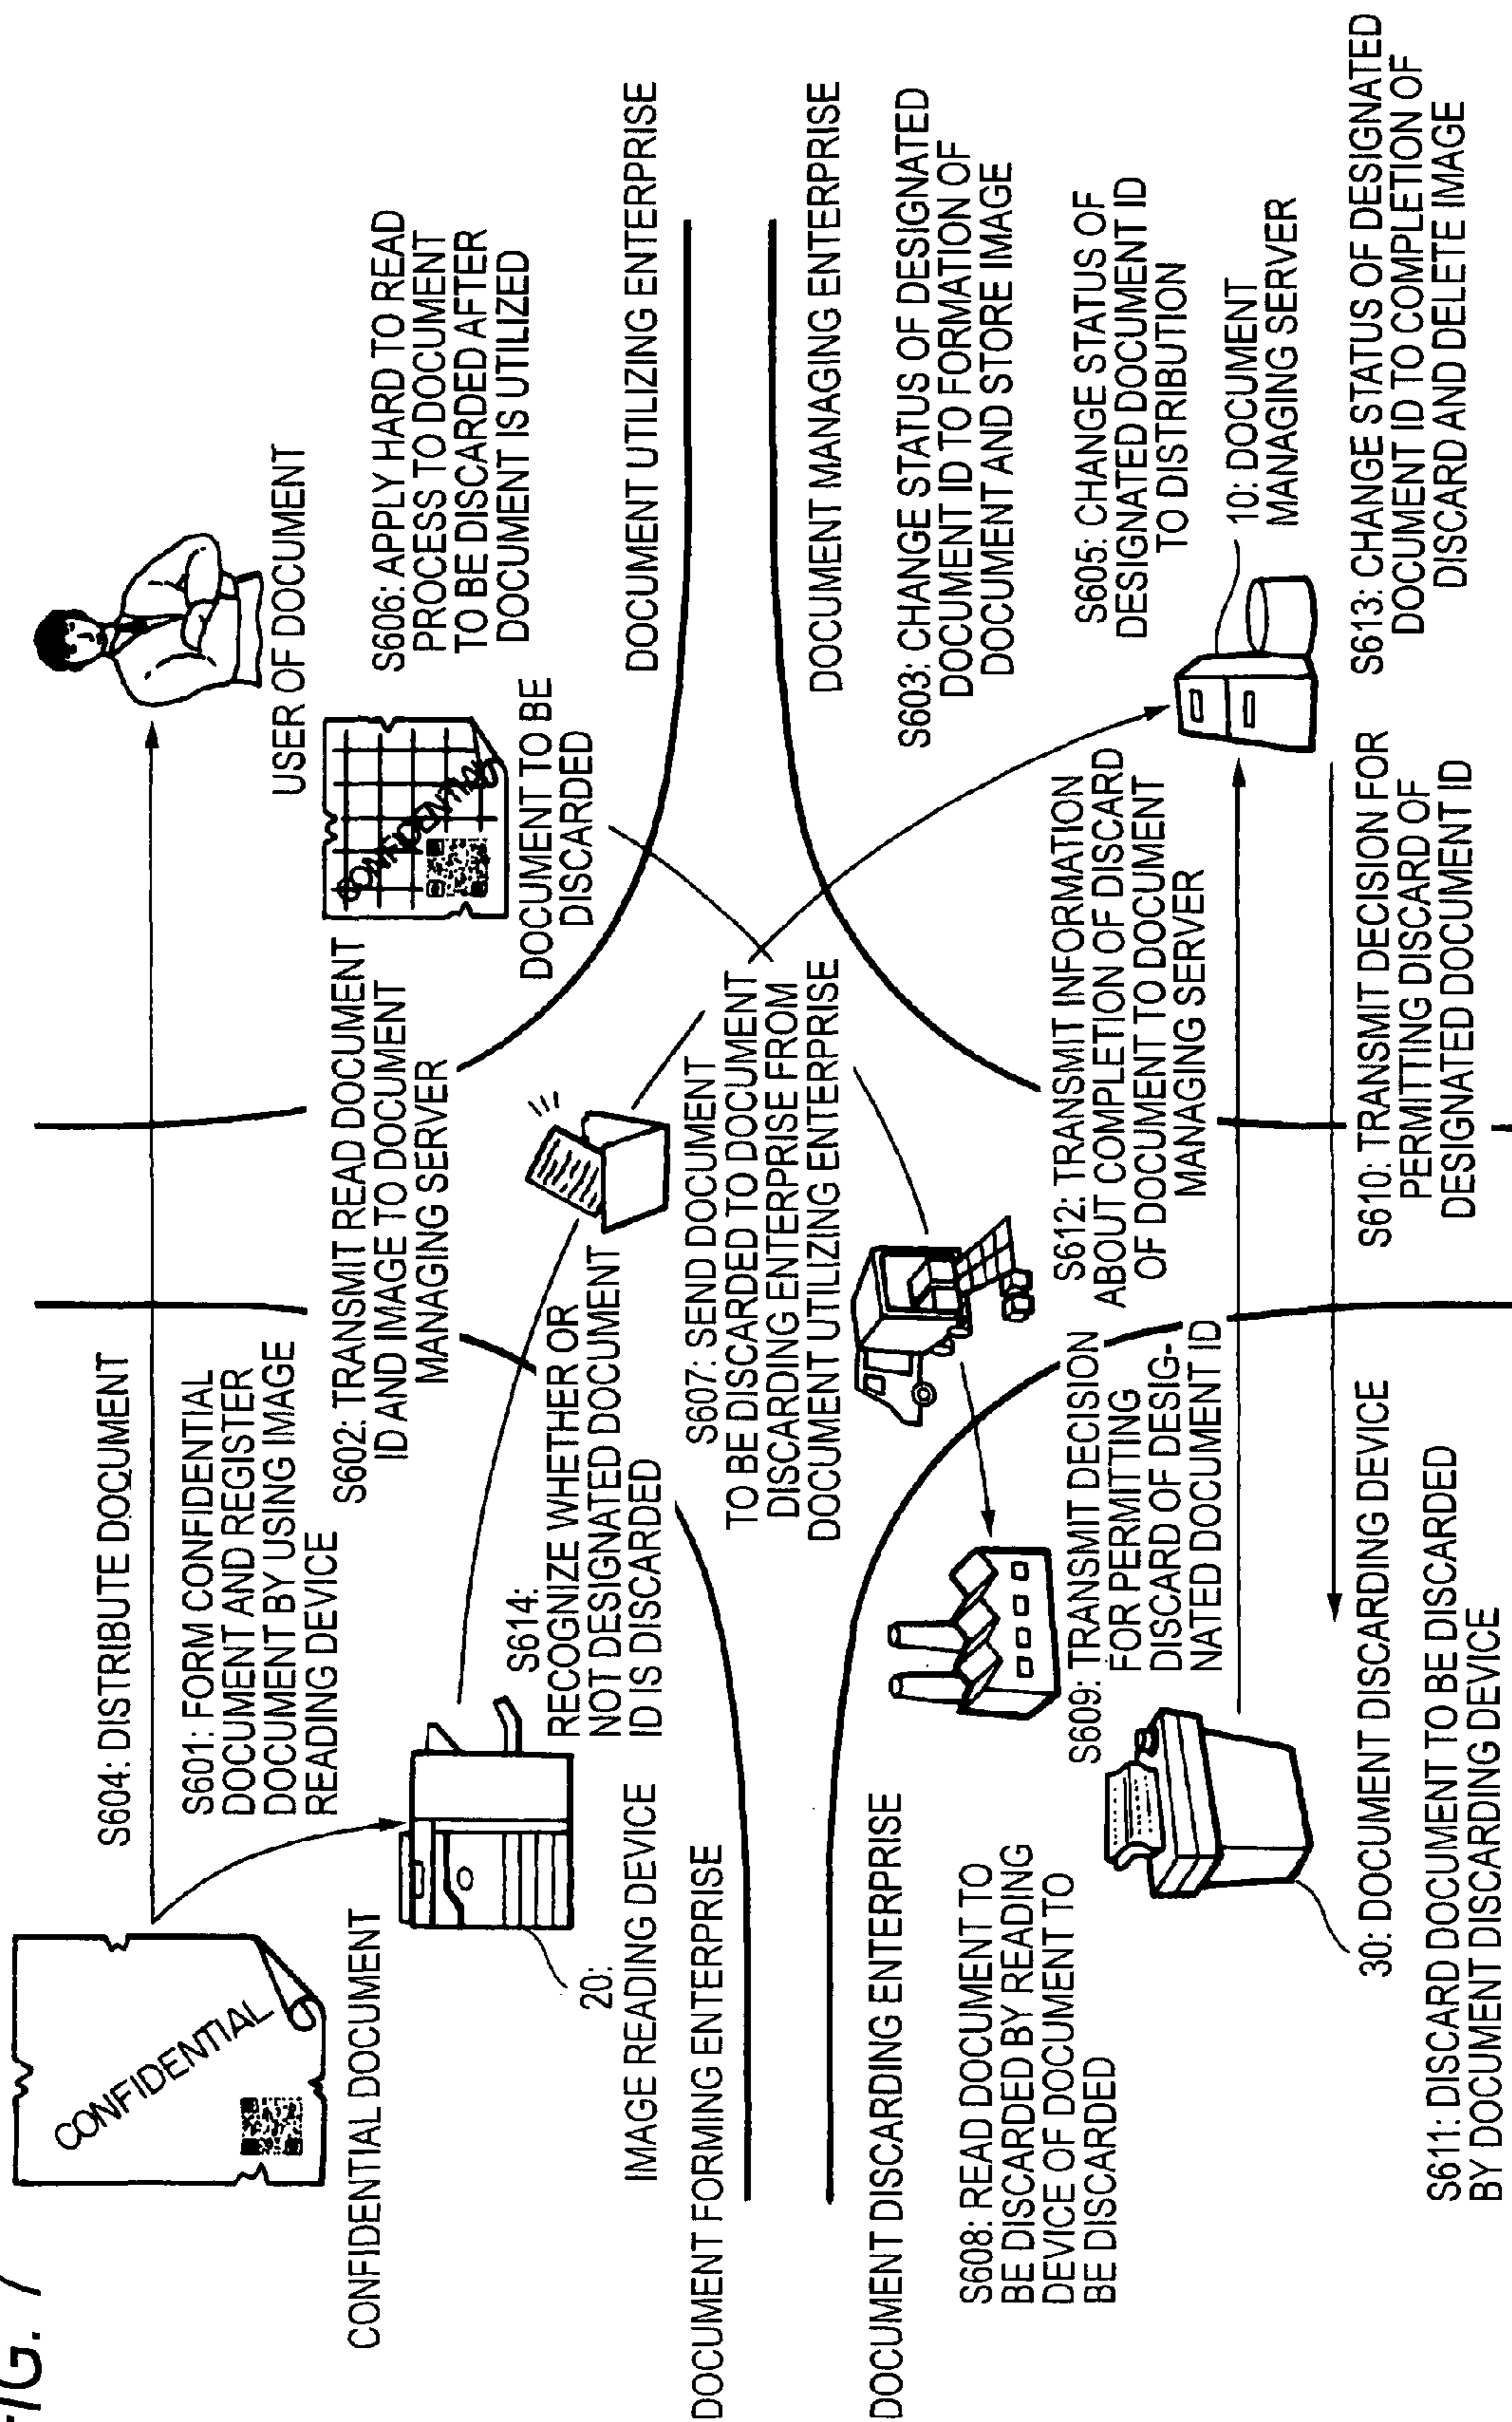 FIG. 7
S604: DISTRIBUTE DOCUMENT
S601: FORM CONFIDENTIAL
DOCUMENT AND REGISTER
DOCUMENT BY USING IMAGE
READING DEVICE
CONFIDENTIAL
CONFIDENTIAL DOCUMENT
20:
IMAGE READING DEVICE
DOCUMENT FORMING ENTERPRISE
S602: TRANSMIT READ DOCUMENT
ID AND IMAGE TO DOCUMENT
MANAGING SERVER
S614:
RECOGNIZE WHETHER OR
NOT DESIGNATED DOCUMENT
ID IS DISCARDED
USER OF DOCUMENT
S606: APPLY HARD TO READ
PROCESS TO DOCUMENT
TO BE DISCARDED AFTER
DOCUMENT IS UTILIZED
CONFIDENTIAL
DOCUMENT TO BE
DISCARDED
DOCUMENT UTILIZING ENTERPRISE
S607: SEND DOCUMENT
TO BE DISCARDED TO DOCUMENT
DISCARDING ENTERPRISE FROM
DOCUMENT UTILIZING ENTERPRISE
DOCUMENT DISCARDING ENTERPRISE
S608: READ DOCUMENT TO
BE DISCARDED BY READING
DEVICE OF DOCUMENT TO
BE DISCARDED
S609: TRANSMIT DECISION
FOR PERMITTING
DISCARD OF DESIG-
NATED DOCUMENT ID
30: DOCUMENT DISCARDING DEVICE
S611: DISCARD DOCUMENT TO BE DISCARDED
BY DOCUMENT DISCARDING DEVICE
S612: TRANSMIT INFORMATION
ABOUT COMPLETION OF DISCARD
OF DOCUMENT TO DOCUMENT
MANAGING SERVER
S610: TRANSMIT DECISION FOR
PERMITTING DISCARD OF
DESIGNATED DOCUMENT ID
DOCUMENT MANAGING ENTERPRISE
S603: CHANGE STATUS OF DESIGNATED
DOCUMENT ID TO FORMATION OF
DOCUMENT AND STORE IMAGE
S605: CHANGE STATUS OF
DESIGNATED DOCUMENT ID
TO DISTRIBUTION
10: DOCUMENT
MANAGING SERVER
S613: CHANGE STATUS OF DESIGNATED
DOCUMENT ID TO COMPLETION OF
DISCARD AND DELETE IMAGE